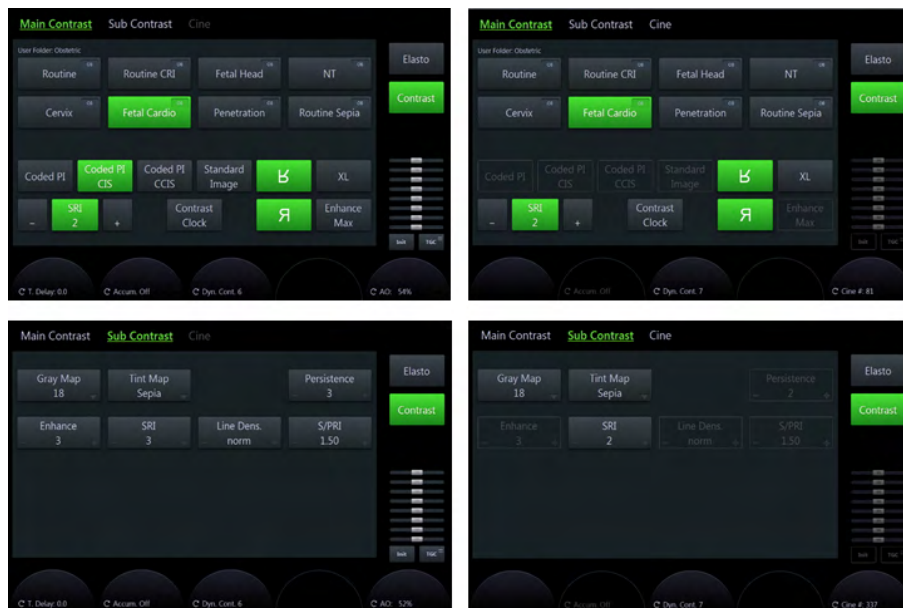 Main Contrast Sub Contrast Cine
User Folder: Obstetric
Routine Routine CRI Fetal Head NT
Cervix Fetal Cardio Penetration Routine Sepia
Elasto
Contrast
Coded PI Coded PI CIS Coded PI CCIS Standard Image R XL
SRI 2 Contrast Clock R Enhance Max
- +
Init TGC
T. Delay: 0.0 Accum. Off Dyn. Cont. 6 AO: 54%
Main Contrast Sub Contrast Cine
User Folder: Obstetric
Routine Routine CRI Fetal Head NT
Cervix Fetal Cardio Penetration Routine Sepia
Elasto
Contrast
Coded PI Coded PI CIS Coded PI CCIS Standard Image R XL
SRI 2 Contrast Clock R Enhance Max
- +
Init TGC
Accum. Off Dyn. Cont. 7 Cine #: 81
Main Contrast Sub Contrast Cine
Gray Map 18 Tint Map Sepia Persistence 3
Enhance 3 SRI 3 Line Dens. norm S/PRI 1.50
Elasto
Contrast
Init TGC
T. Delay: 0.0 Accum. Off Dyn. Cont. 6 AO: 52%
Main Contrast Sub Contrast Cine
Gray Map 18 Tint Map Sepia Persistence 2
Enhance 3 SRI 2 Line Dens. norm S/PRI 1.50
Elasto
Contrast
Init TGC
Accum. Off Dyn. Cont. 7 Cine #: 337